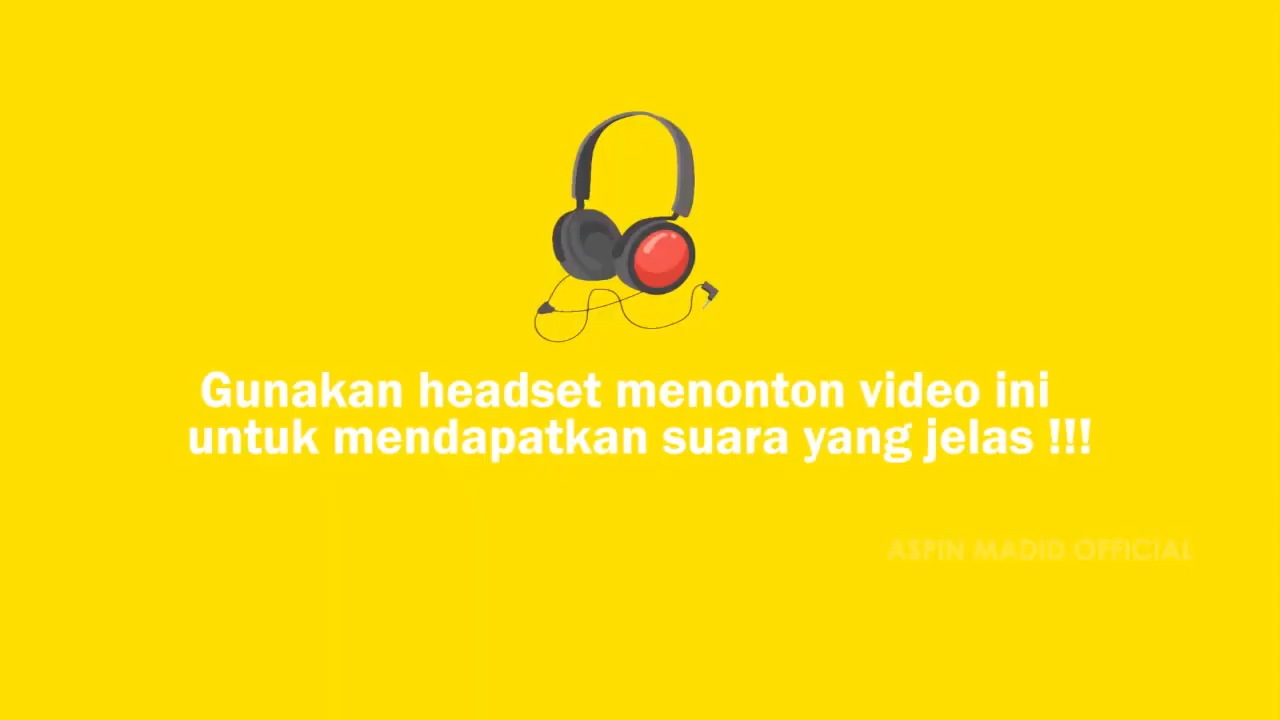 Gunakan headset menonton video ini
untuk mendapatkan suara yang jelas !!!
ASPIN MADID OFFICIAL